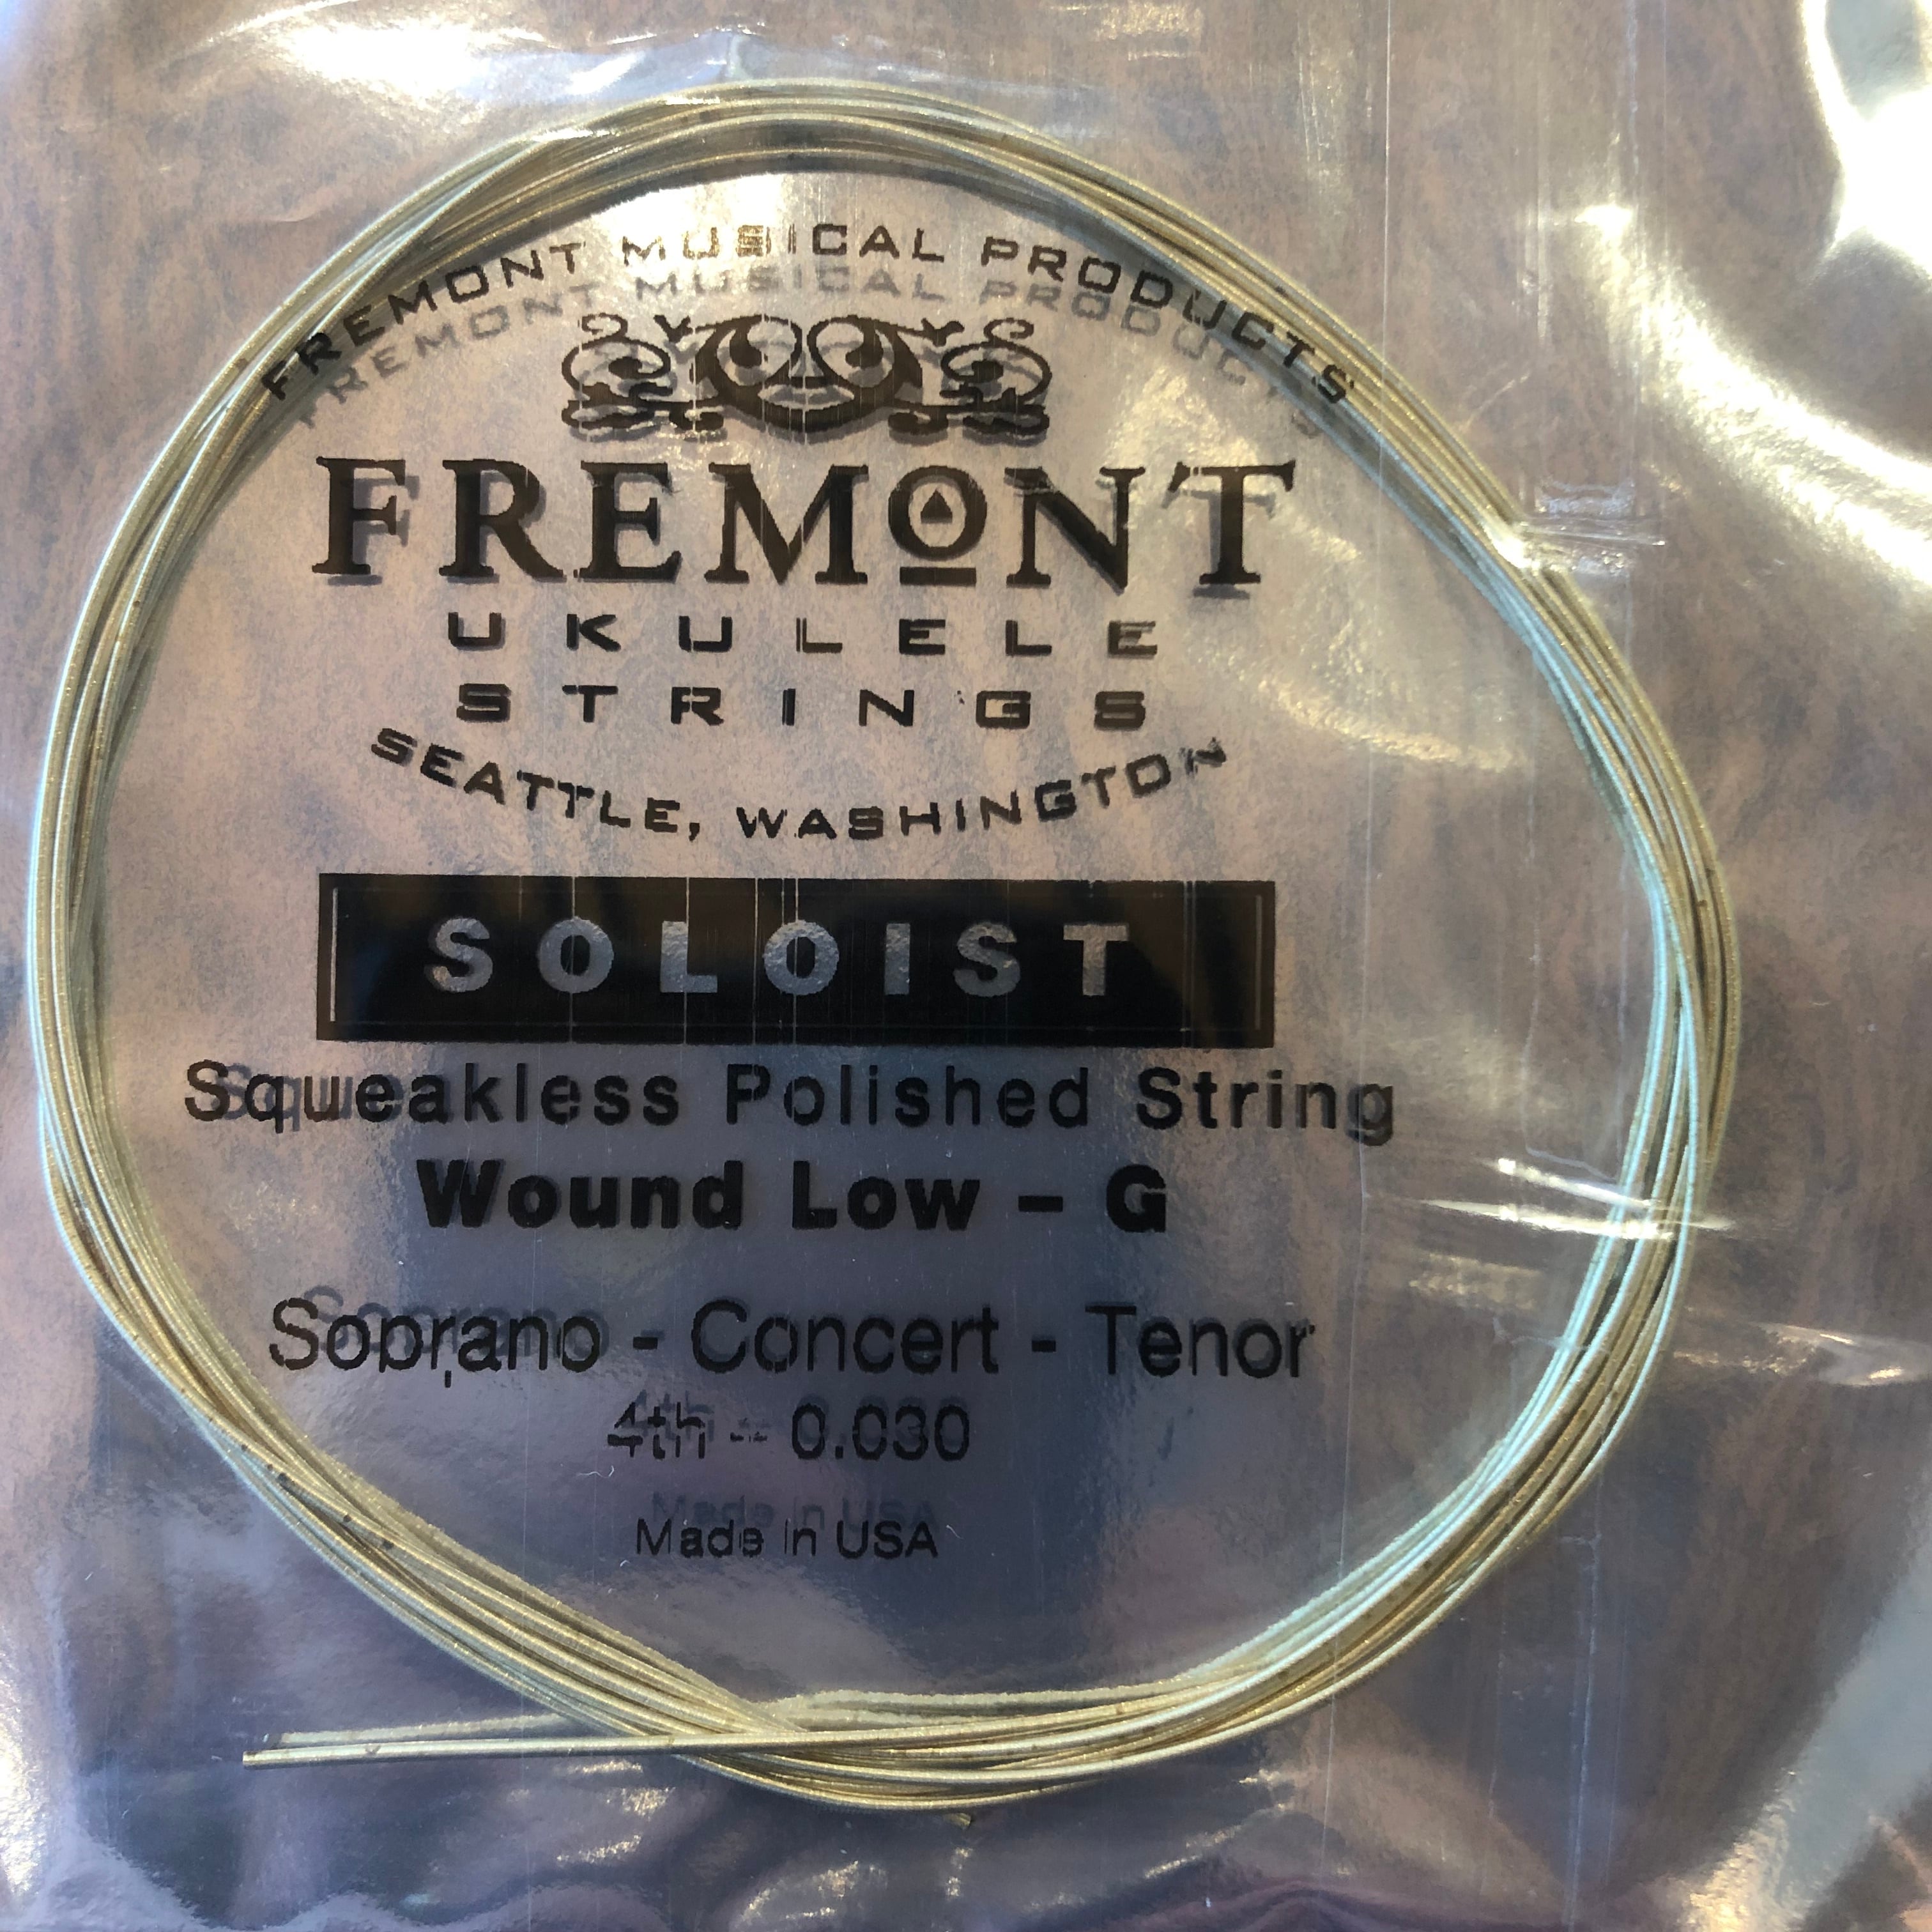 FREMONT MUSICAL PRODUCTS
FREMONT
UKULELE
STRINGS
SEATTLE, WASHINGTON
SOLOIST
Squeakless Polished String
Wound Low – G
Soprano - Concert - Tenor
4th -- 0.030
Made in USA